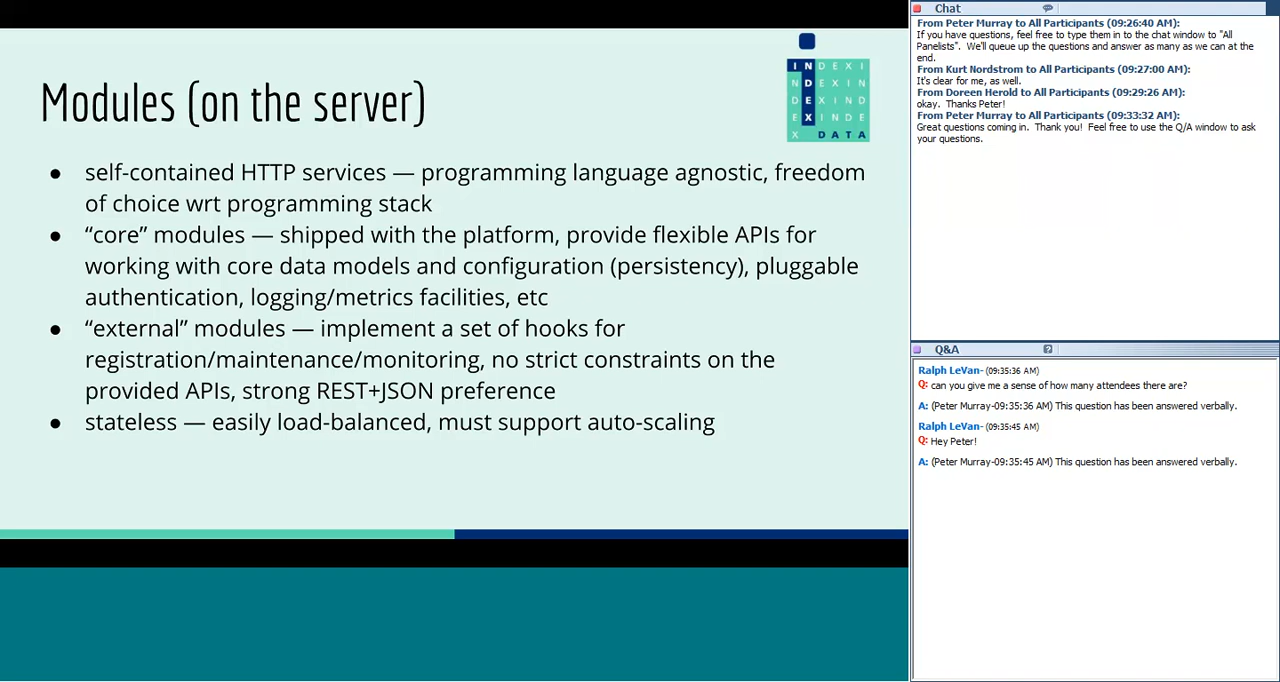 Modules (on the server)
INDEXI
NDEXIN
DEXIND
EXINDE
X DATA
● self-contained HTTP services — programming language agnostic, freedom
of choice wrt programming stack
● “core” modules — shipped with the platform, provide flexible APIs for
working with core data models and configuration (persistency), pluggable
authentication, logging/metrics facilities, etc
● “external” modules — implement a set of hooks for
registration/maintenance/monitoring, no strict constraints on the
provided APIs, strong REST+JSON preference
● stateless — easily load-balanced, must support auto-scaling
Chat
From Peter Murray to All Participants (09:26:40 AM):
If you have questions, feel free to type them in to the chat window to "All
Panelists". We'll queue up the questions and answer as many as we can at the
end.
From Kurt Nordstrom to All Participants (09:27:00 AM):
It's clear for me, as well.
From Doreen Herold to All Participants (09:29:26 AM):
okay. Thanks Peter!
From Peter Murray to All Participants (09:33:32 AM):
Great questions coming in. Thank you! Feel free to use the Q/A window to ask
your questions.
Q&A
Ralph LeVan- (09:35:36 AM)
Q: can you give me a sense of how many attendees there are?
A: (Peter Murray-09:35:36 AM) This question has been answered verbally.
Ralph LeVan- (09:35:45 AM)
Q: Hey Peter!
A: (Peter Murray-09:35:45 AM) This question has been answered verbally.